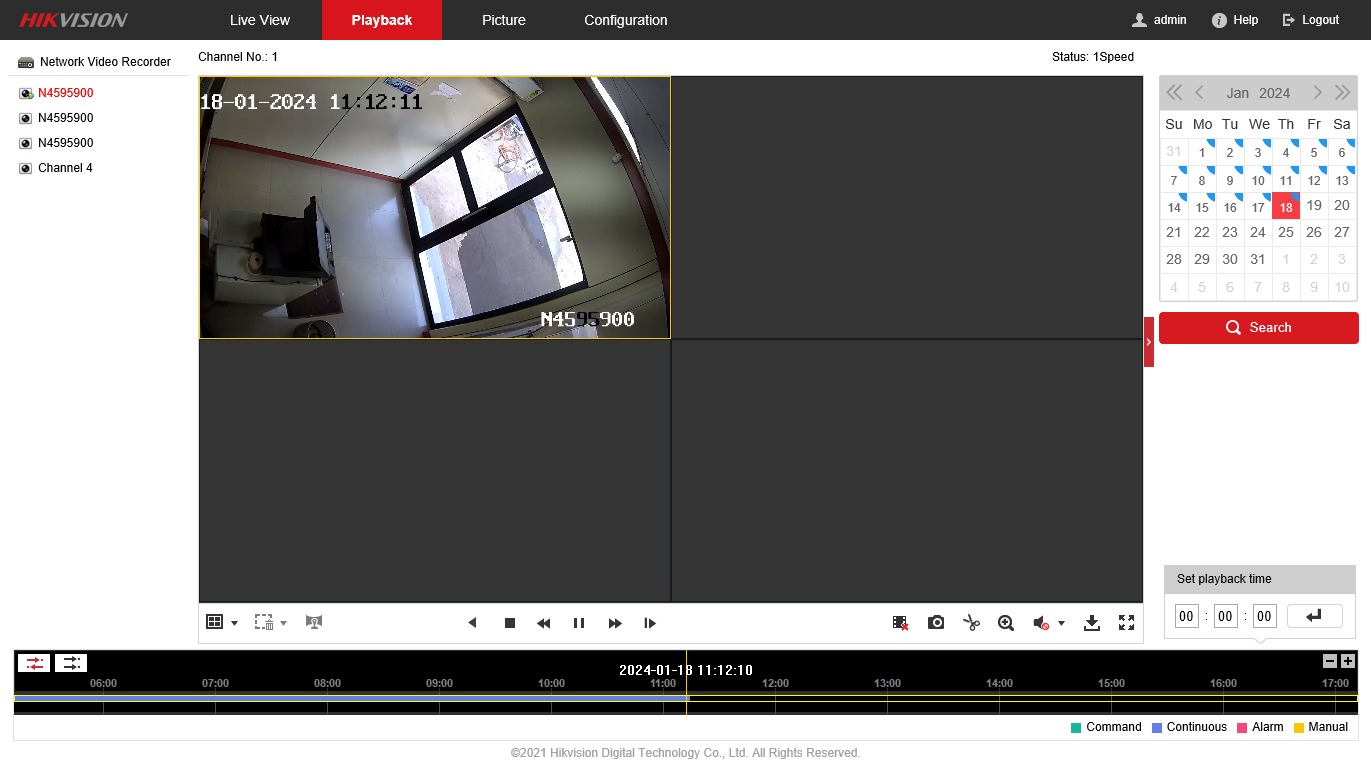 HIKVISION Live View Playback Picture Configuration admin Help Logout
Network Video Recorder
N4595900
N4595900
N4595900
Channel 4
Channel No.: 1 Status: 1Speed
18-01-2024 11:12:11
N4595900
Jan 2024
Su Mo Tu We Th Fr Sa
31 1 2 3 4 5 6
7 8 9 10 11 12 13
14 15 16 17 18 19 20
21 22 23 24 25 26 27
28 29 30 31 1 2 3
4 5 6 7 8 9 10
Search
Set playback time
00 : 00 : 00
2024-01-18 11:12:10
06:00 07:00 08:00 09:00 10:00 11:00 12:00 13:00 14:00 15:00 16:00 17:00
Command Continuous Alarm Manual
©2021 Hikvision Digital Technology Co., Ltd. All Rights Reserved.